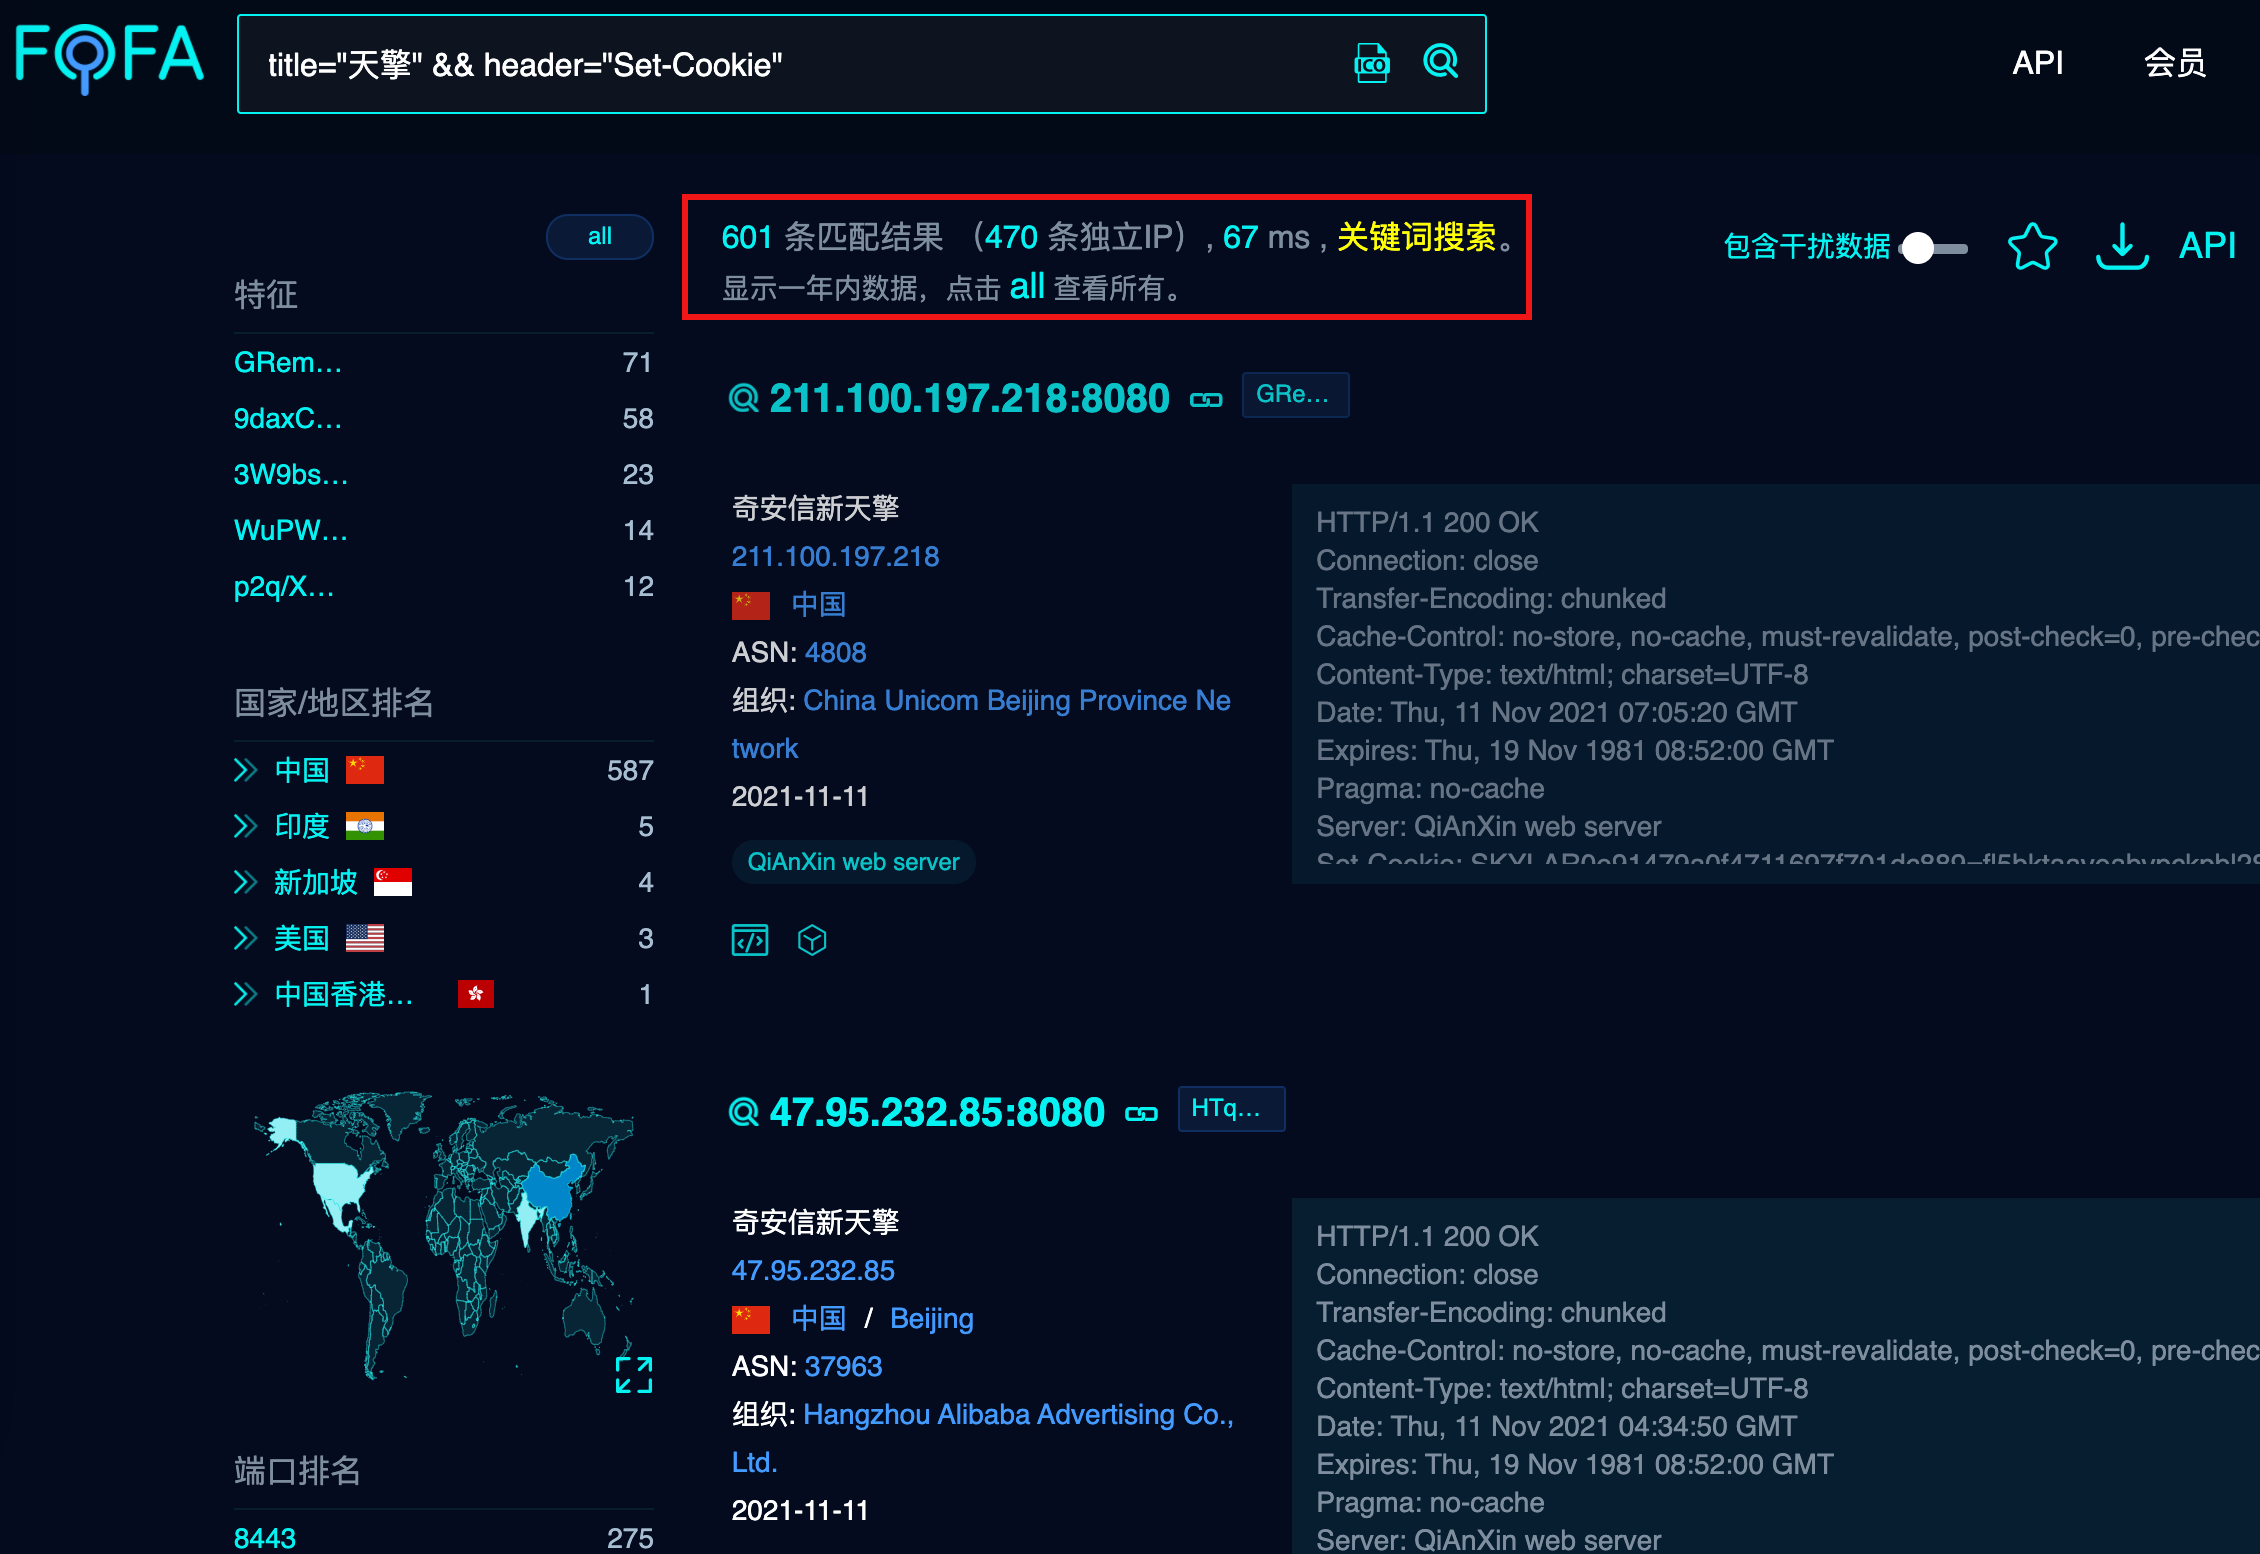 FOFA
title="天擎" && header="Set-Cookie"
ICO
API
会员
all
601 条匹配结果 （470 条独立IP）, 67 ms , 关键词搜索。
显示一年内数据，点击 all 查看所有。
包含干扰数据
API
特征
GRem... 71
9daxC... 58
3W9bs... 23
WuPW... 14
p2q/X... 12
国家/地区排名
中国 587
印度 5
新加坡 4
美国 3
中国香港... 1
端口排名
8443 275
211.100.197.218:8080 GRe...
奇安信新天擎
211.100.197.218
中国
ASN: 4808
组织: China Unicom Beijing Province Ne
twork
2021-11-11
QiAnXin web server
HTTP/1.1 200 OK
Connection: close
Transfer-Encoding: chunked
Cache-Control: no-store, no-cache, must-revalidate, post-check=0, pre-chec
Content-Type: text/html; charset=UTF-8
Date: Thu, 11 Nov 2021 07:05:20 GMT
Expires: Thu, 19 Nov 1981 08:52:00 GMT
Pragma: no-cache
Server: QiAnXin web server
Set-Cookie:
47.95.232.85:8080 HTq...
奇安信新天擎
47.95.232.85
中国 / Beijing
ASN: 37963
组织: Hangzhou Alibaba Advertising Co.,
Ltd.
2021-11-11
HTTP/1.1 200 OK
Connection: close
Transfer-Encoding: chunked
Cache-Control: no-store, no-cache, must-revalidate, post-check=0, pre-chec
Content-Type: text/html; charset=UTF-8
Date: Thu, 11 Nov 2021 04:34:50 GMT
Expires: Thu, 19 Nov 1981 08:52:00 GMT
Pragma: no-cache
Server: QiAnXin web server